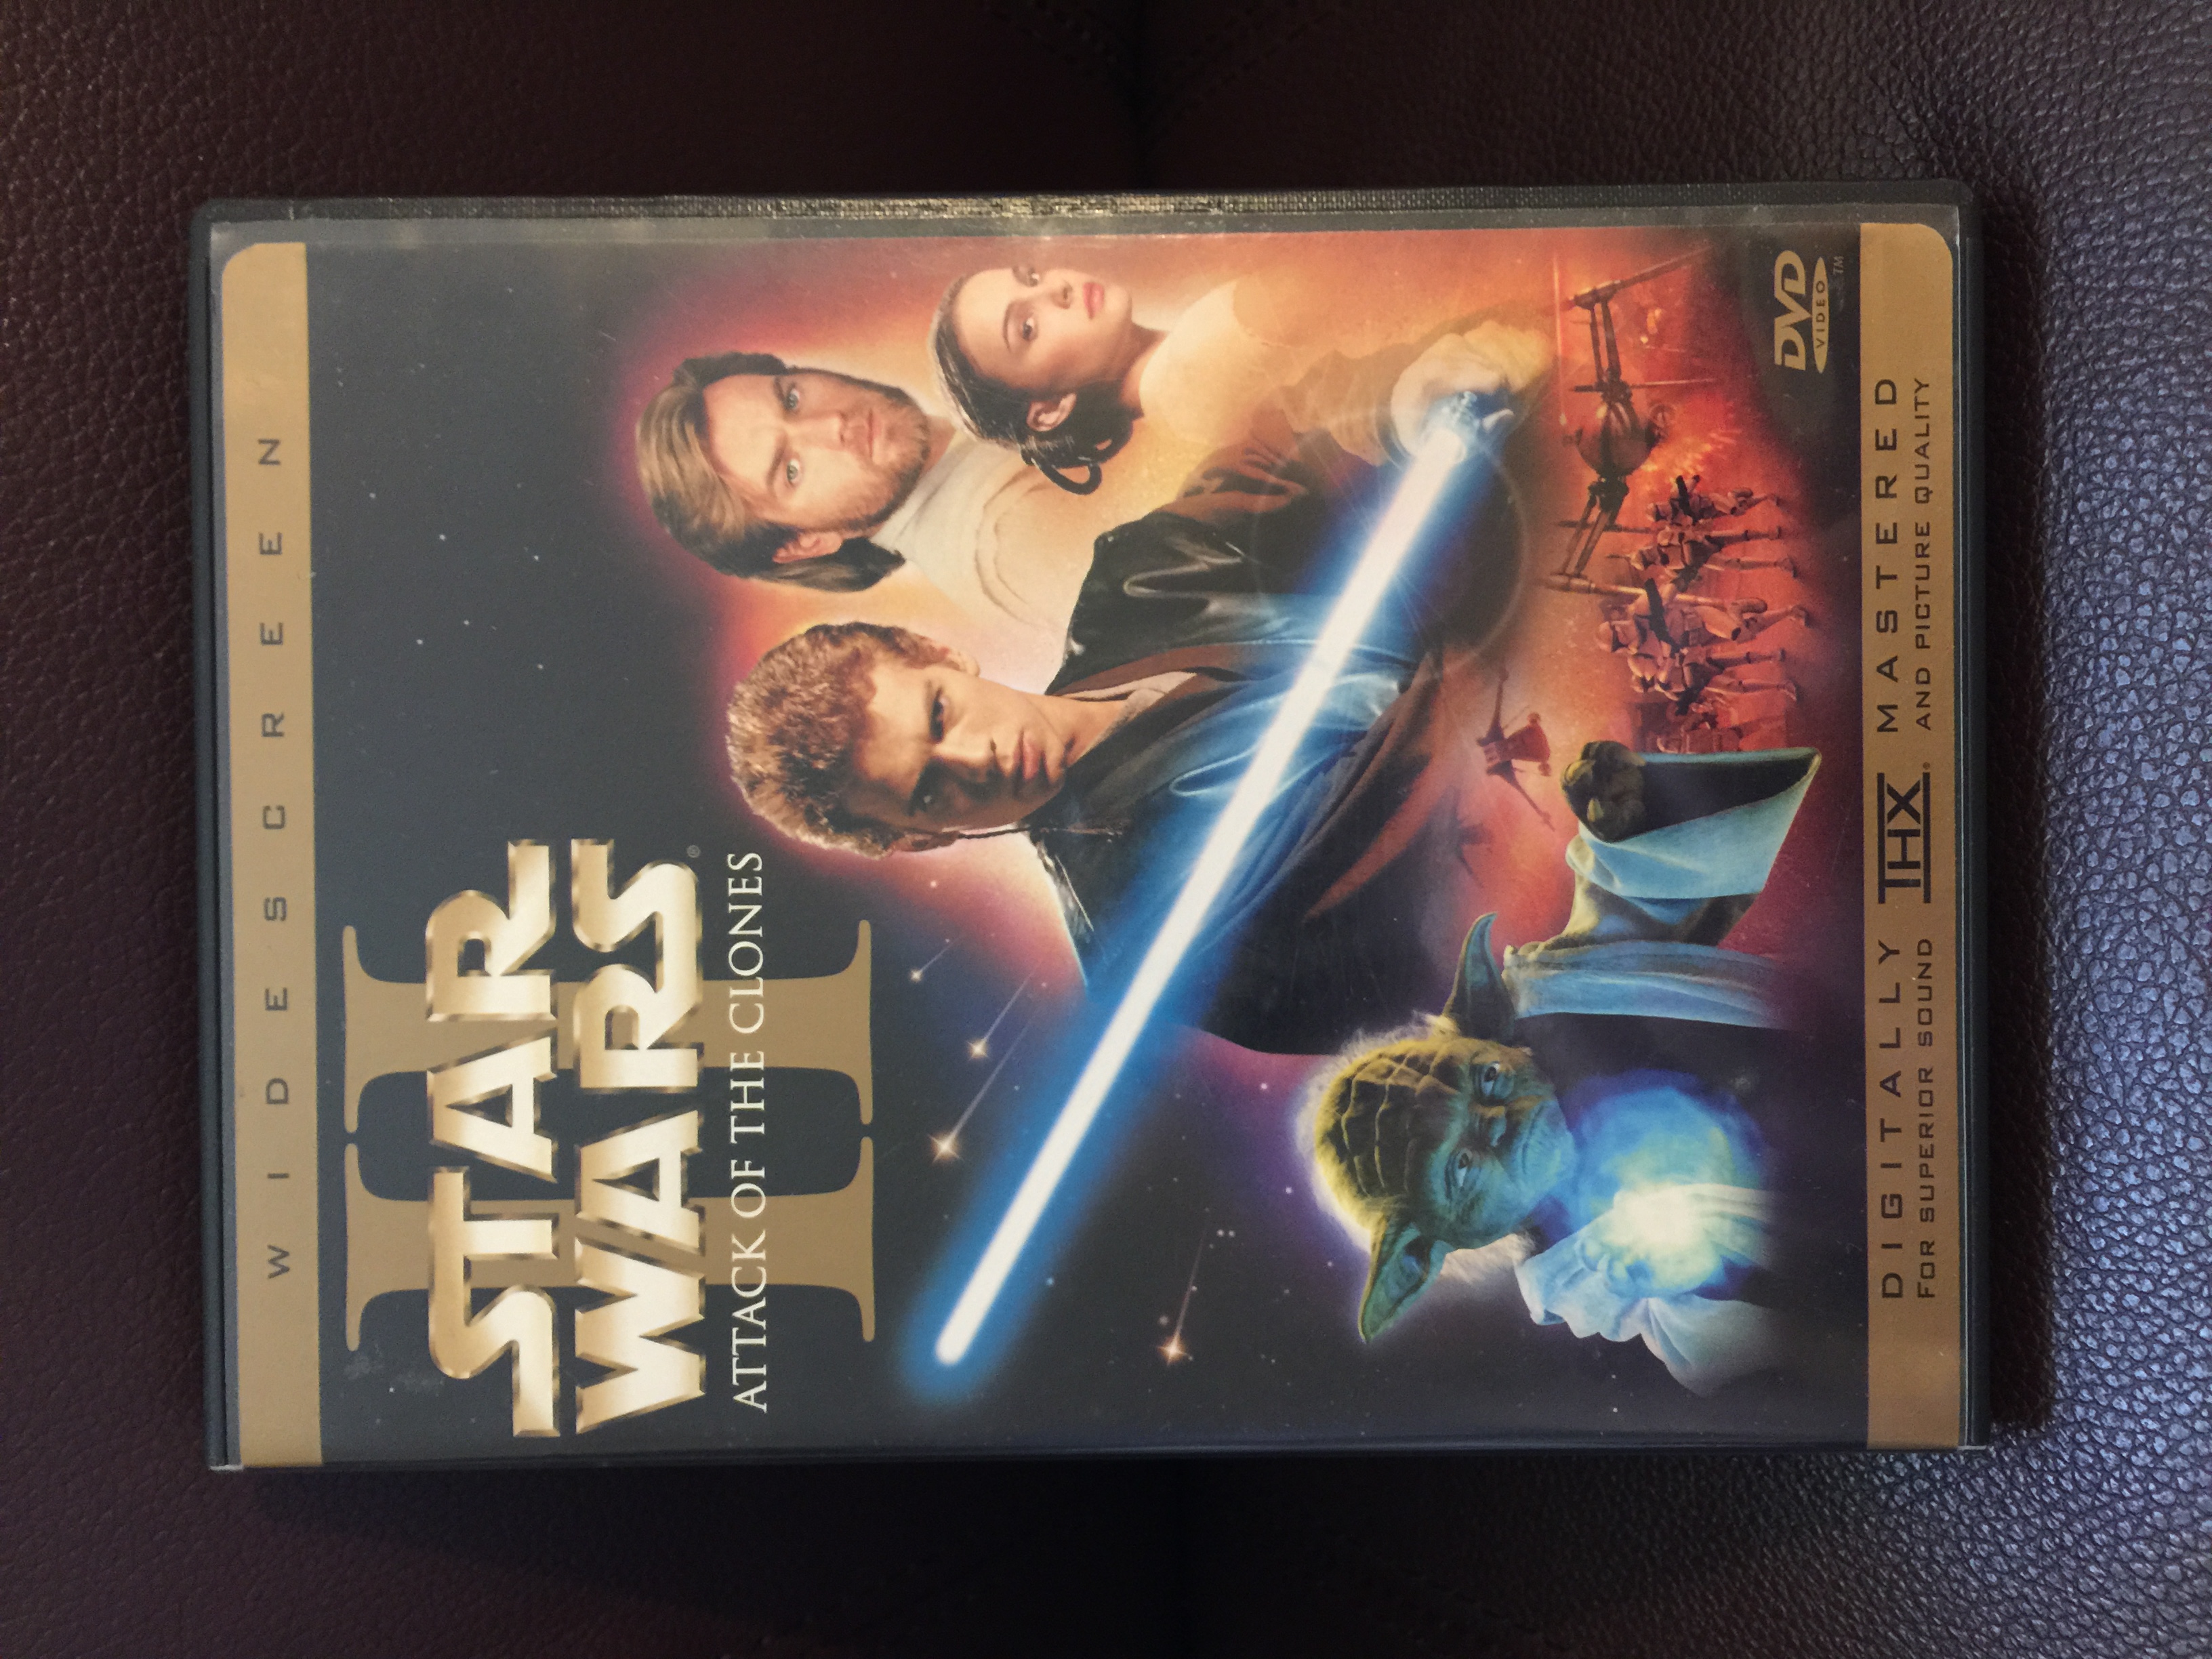 WIDESCREEN
II
STAR
WARS®
ATTACK OF THE CLONES
DVD
VIDEO
TM
DIGITALLY THX® MASTERED
FOR SUPERIOR SOUND AND PICTURE QUALITY